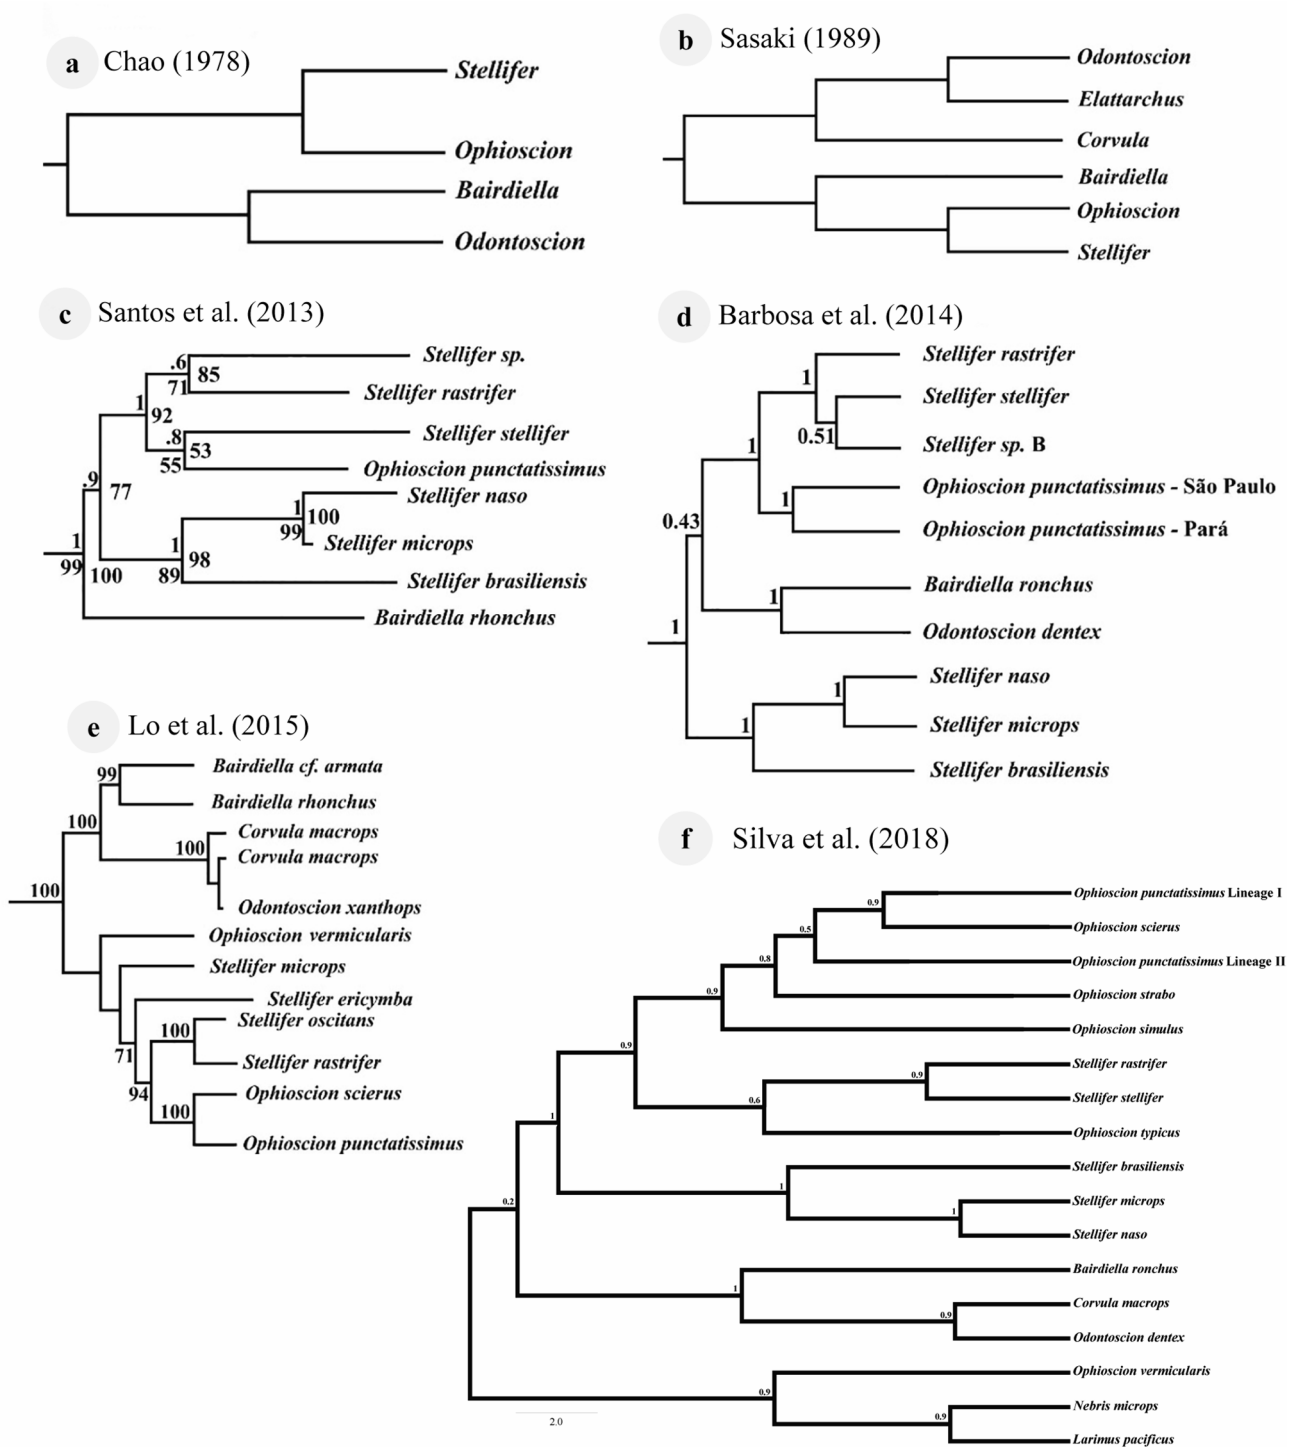 a Chao (1978)
Stellifer
Ophioscion
Bairdiella
Odontoscion
b Sasaki (1989)
Odontoscion
Elattarchus
Corvula
Bairdiella
Ophioscion
Stellifer
c Santos et al. (2013)
.6
85
71
1
92
.8
53
55
.9
77
1
100
99
1
98
89
1
99
100
Stellifer sp.
Stellifer rastrifer
Stellifer stellifer
Ophioscion punctatissimus
Stellifer naso
Stellifer microps
Stellifer brasiliensis
Bairdiella rhonchus
d Barbosa et al. (2014)
1
0.51
1
1
0.43
1
1
1
1
Stellifer rastrifer
Stellifer stellifer
Stellifer sp. B
Ophioscion punctatissimus - São Paulo
Ophioscion punctatissimus - Pará
Bairdiella ronchus
Odontoscion dentex
Stellifer naso
Stellifer microps
Stellifer brasiliensis
e Lo et al. (2015)
99
100
100
100
71
100
94
100
Bairdiella cf. armata
Bairdiella rhonchus
Corvula macrops
Corvula macrops
Odontoscion xanthops
Ophioscion vermicularis
Stellifer microps
Stellifer ericymba
Stellifer oscitans
Stellifer rastrifer
Ophioscion scierus
Ophioscion punctatissimus
f Silva et al. (2018)
0.9
0.5
0.8
0.9
0.9
0.9
0.6
1
1
1
0.2
1
0.9
0.9
0.9
2.0
Ophioscion punctatissimus Lineage I
Ophioscion scierus
Ophioscion punctatissimus Lineage II
Ophioscion strabo
Ophioscion simulus
Stellifer rastrifer
Stellifer stellifer
Ophioscion typicus
Stellifer brasiliensis
Stellifer microps
Stellifer naso
Bairdiella ronchus
Corvula macrops
Odontoscion dentex
Ophioscion vermicularis
Nebris microps
Larimus pacificus